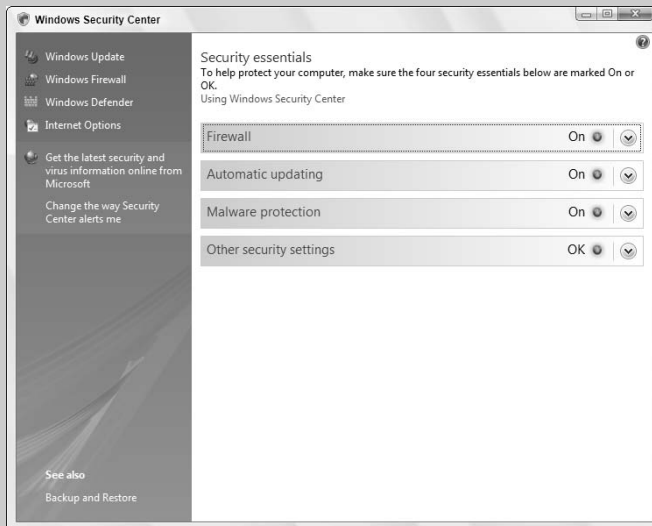 Windows Security Center
Windows Update
Windows Firewall
Windows Defender
Internet Options
Get the latest security and
virus information online from
Microsoft
Change the way Security
Center alerts me
See also
Backup and Restore
Security essentials
To help protect your computer, make sure the four security essentials below are marked On or
OK.
Using Windows Security Center
Firewall On
Automatic updating On
Malware protection On
Other security settings OK